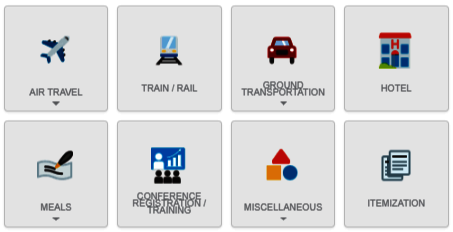 AIR TRAVEL
TRAIN / RAIL
GROUND
TRANSPORTATION
HOTEL
MEALS
CONFERENCE
REGISTRATION /
TRAINING
MISCELLANEOUS
ITEMIZATION